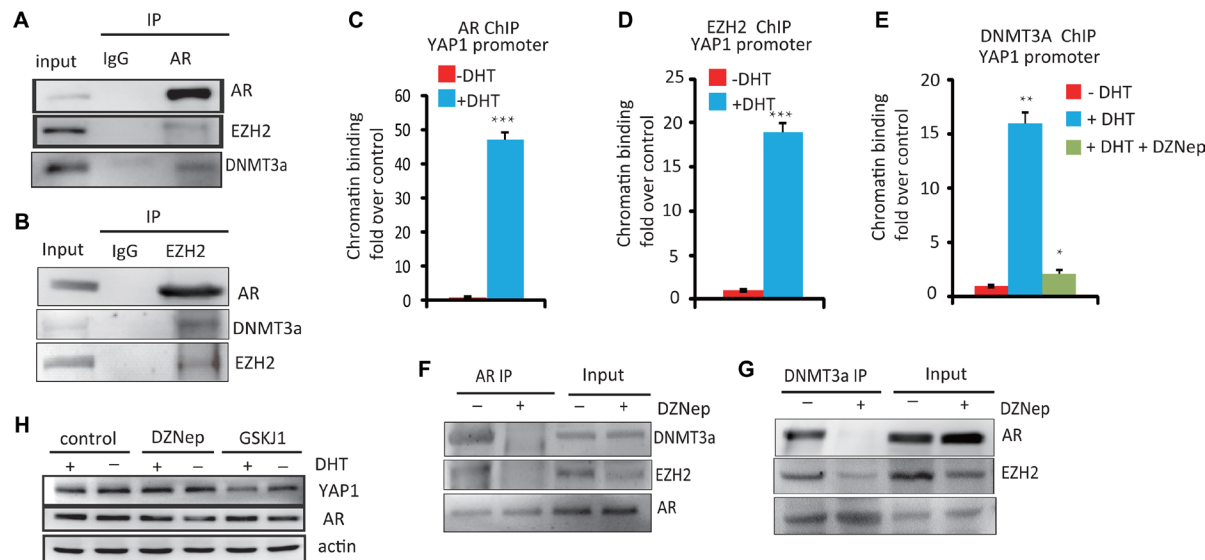 A
IP
input IgG AR
AR
EZH2
DNMT3a
B
IP
Input IgG EZH2
AR
DNMT3a
EZH2
C
AR ChIP
YAP1 promoter
-DHT
+DHT
Chromatin binding
fold over control
60
50
40
30
20
10
0
***
D
EZH2 ChIP
YAP1 promoter
-DHT
+DHT
Chromatin binding
fold over control
25
20
15
10
5
0
***
E
DNMT3A ChIP
YAP1 promoter
- DHT
+ DHT
+ DHT + DZNep
Chromatin binding
fold over control
20
15
10
5
0
**
*
F
AR IP Input
− + − + DZNep
DNMT3a
EZH2
AR
G
DNMT3a IP Input
− + − + DZNep
AR
EZH2
H
control DZNep GSKJ1
DHT + − + − + −
YAP1
AR
actin